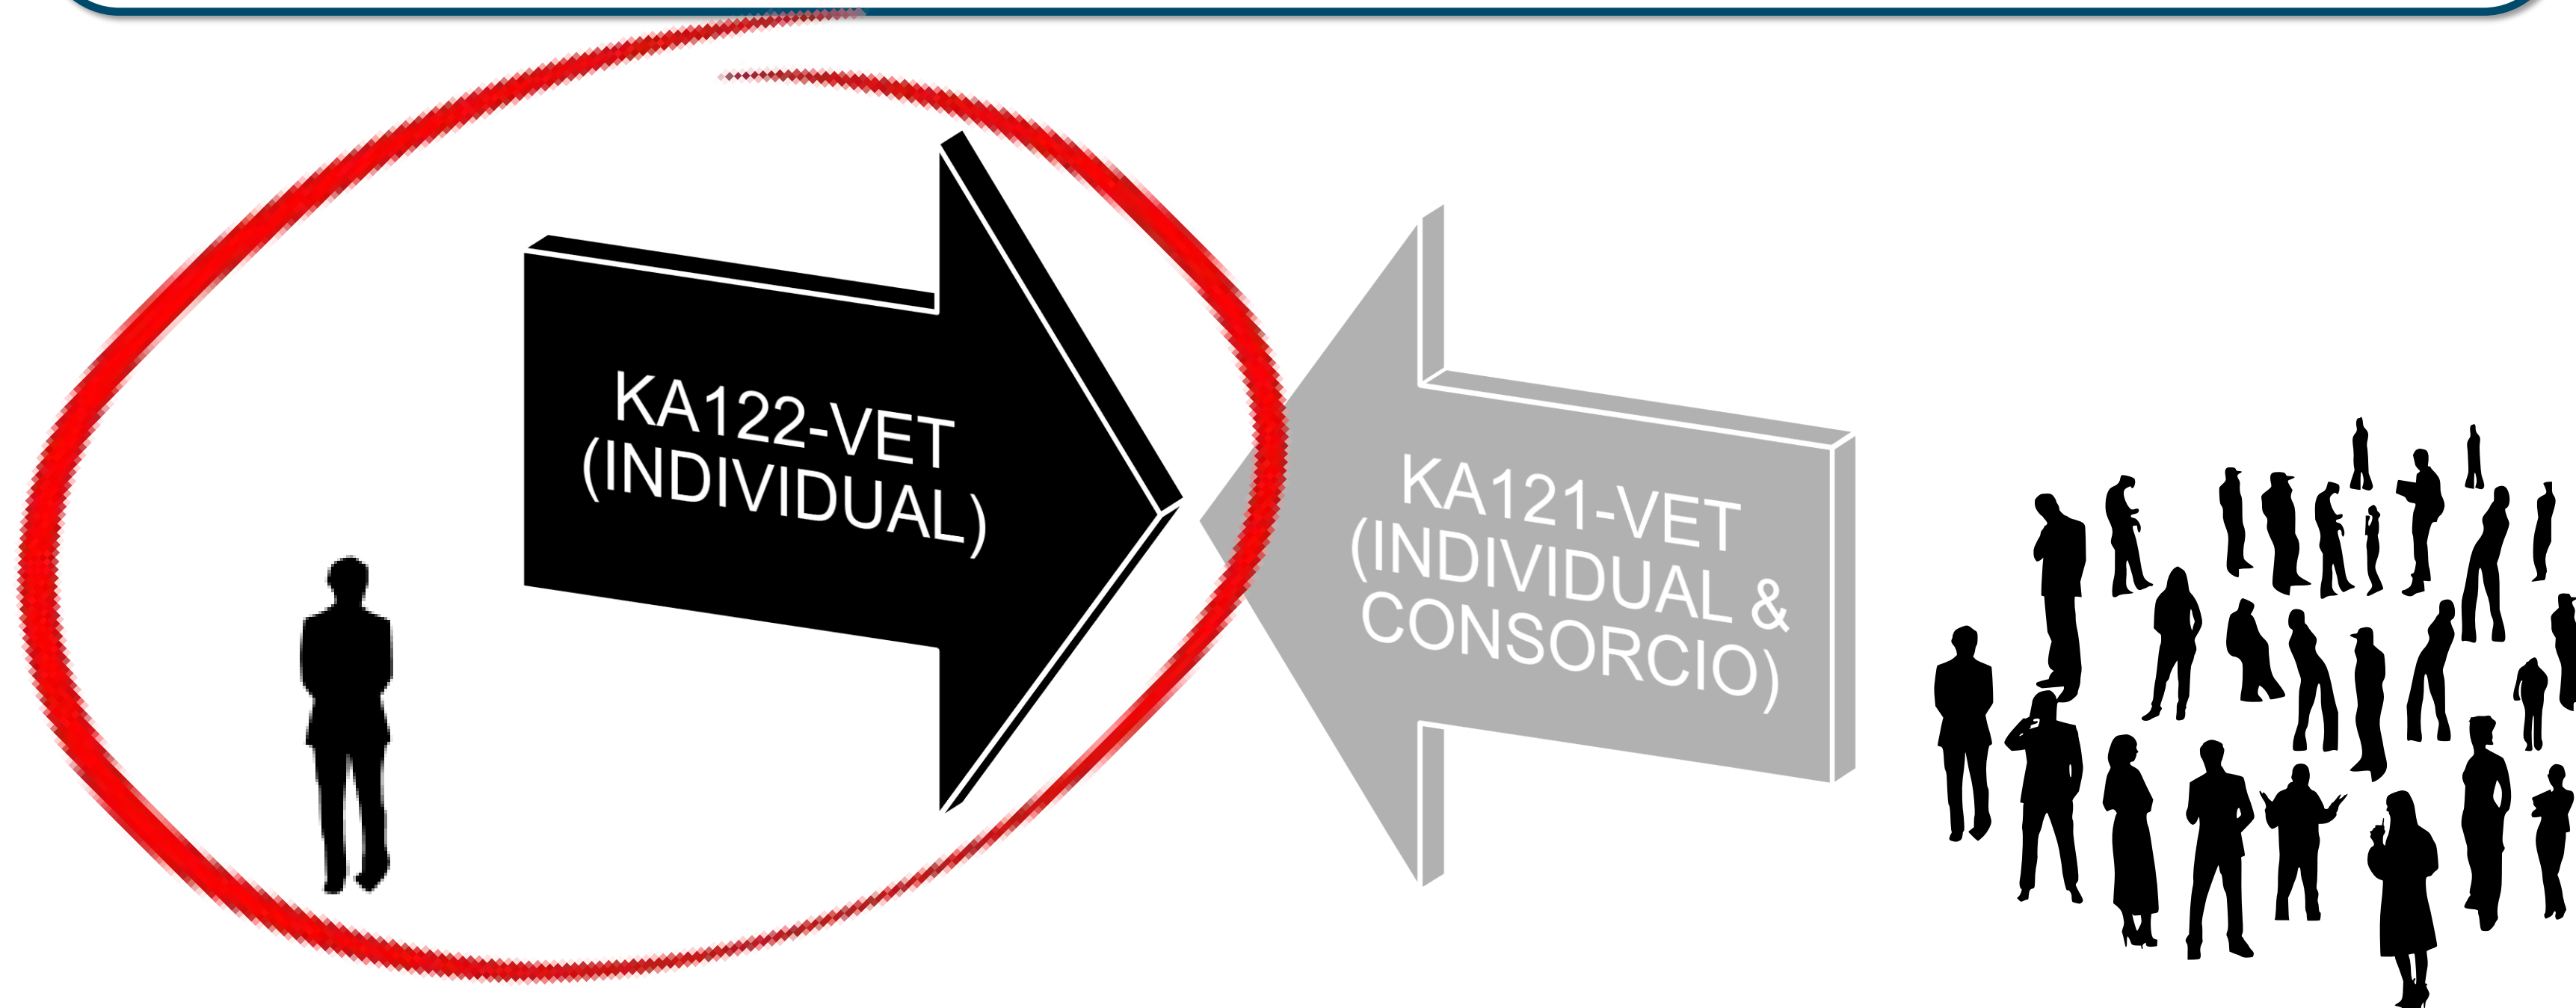 KA122-VET
(INDIVIDUAL)
KA121-VET
(INDIVIDUAL &
CONSORCIO)